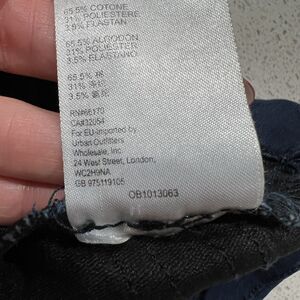 65.5% COTONE
31% POLIESTERE
3.5% ELASTAN
65.5% ALGODON
31% POLIESTER
3.5% ELASTANO
65.5% 棉
31%
3.5%
RN#66170
CA#32054
For EU-imported by
Urban Outfitters
Wholesale, Inc.
24 West Street, London,
WC2H9NA
GB 975119105
OB1013063